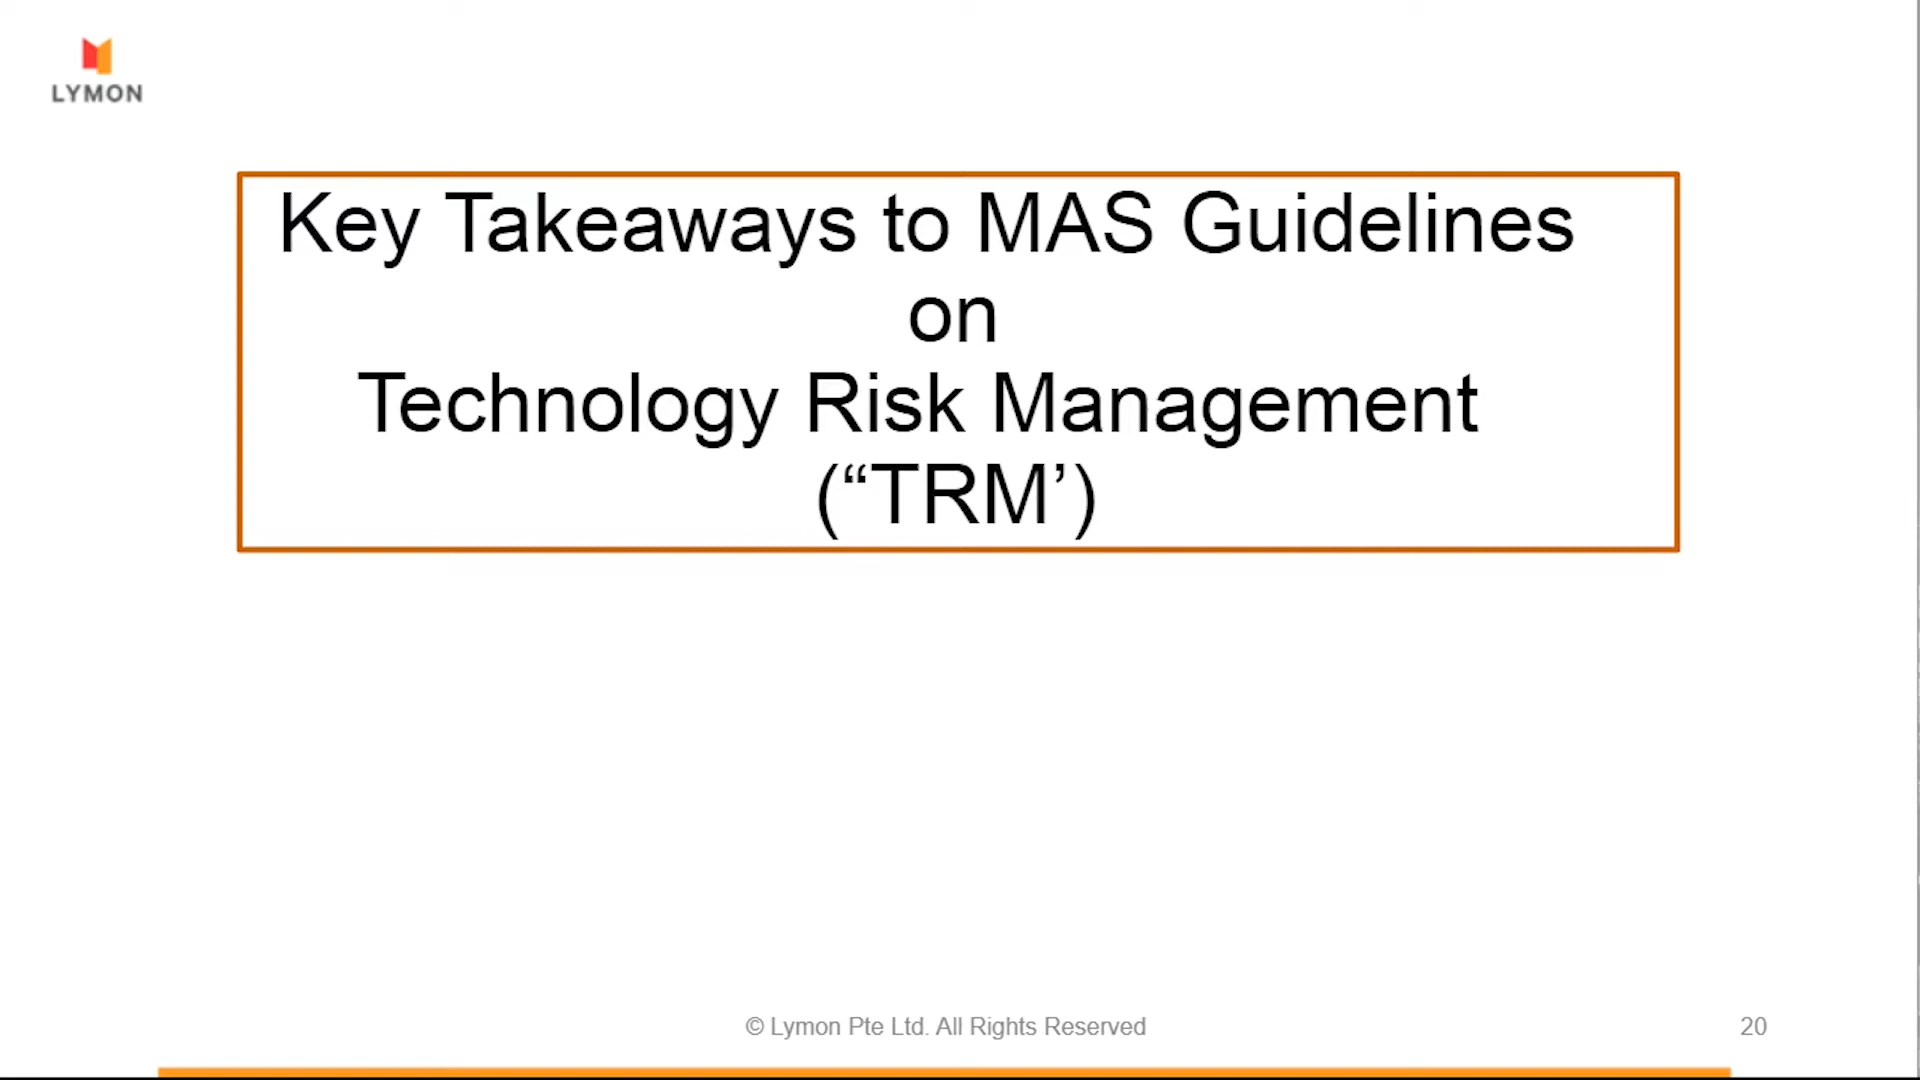 LYMON
Key Takeaways to MAS Guidelines
on
Technology Risk Management
(“TRM’)
© Lymon Pte Ltd. All Rights Reserved
20